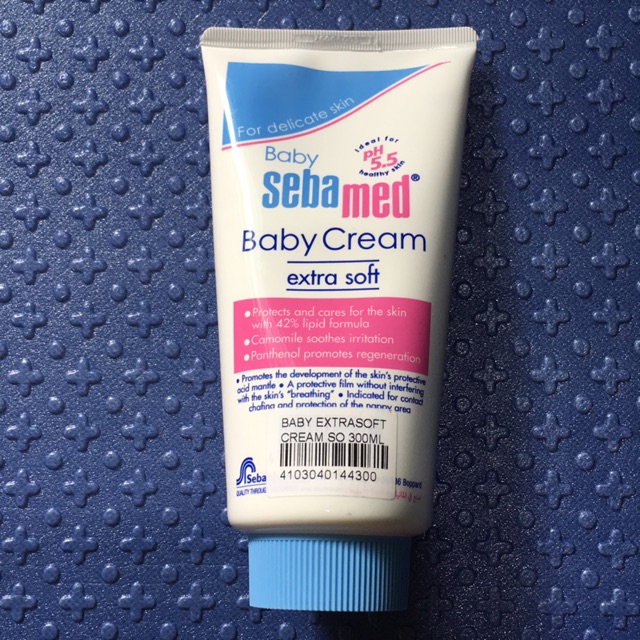 For delicate skin
Ideal for
pH
5.5
healthy skin
Baby
sebamed®
Baby Cream
extra soft
• Protects and cares for the skin
with 42% lipid formula
• Camomile soothes irritation
• Panthenol promotes regeneration
• Promotes the development of the skin's protective
acid mantle • A protective film without interfering
with the skin's "breathing" • Indicated for contact
chafing and protection of the nappy area
BABY EXTRASOFT
CREAM SO 300ML
4103040144300
Seba
QUALITY THROUG
Boppard